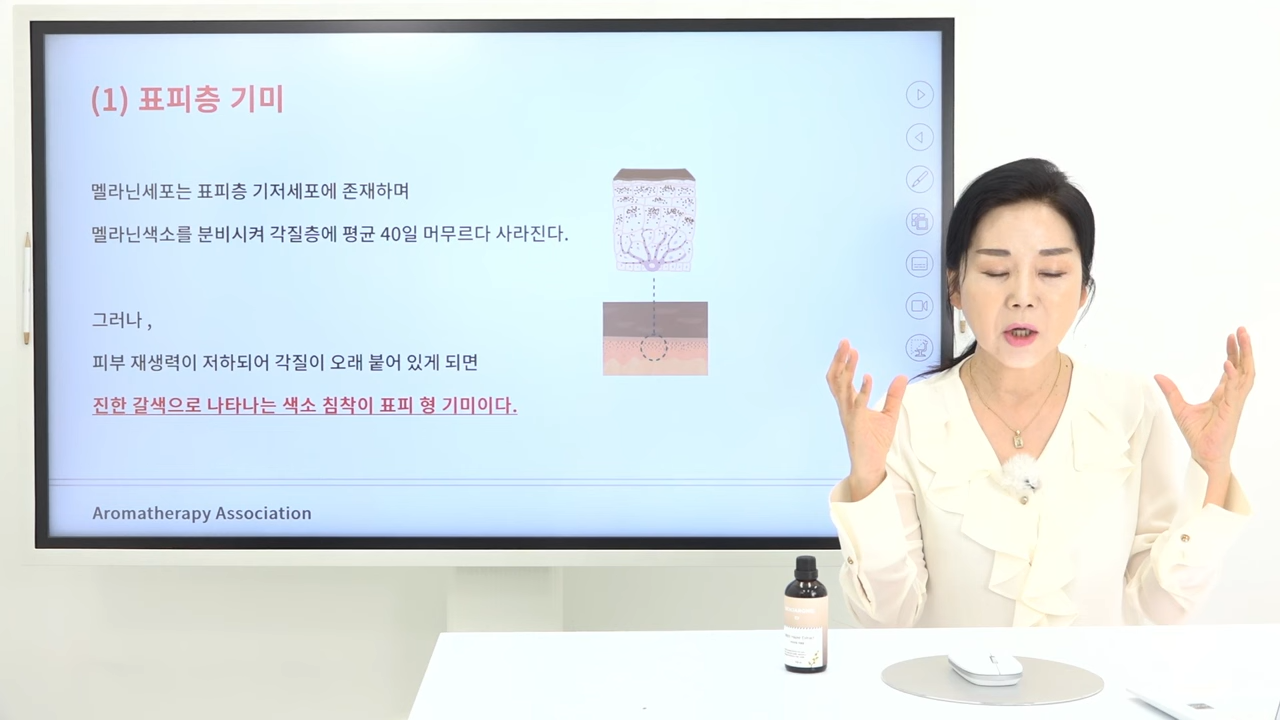 (1) 표피층 기미
멜라닌세포는 표피층 기저세포에 존재하며
멜라닌색소를 분비시켜 각질층에 평균 40일 머무르다 사라진다.
그러나 ,
피부 재생력이 저하되어 각질이 오래 붙어 있게 되면
진한 갈색으로 나타나는 색소 침착이 표피 형 기미이다.
Aromatherapy Association